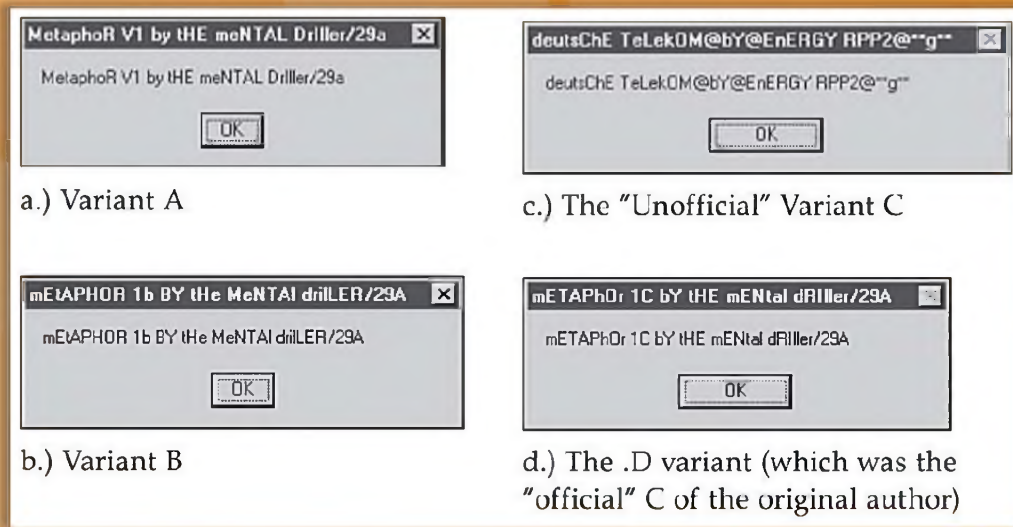 MetaphoR V1 by tHE meNTAL Driller/29a
MetaphoR V1 by tHE meNTAL Driller/29a
OK
a.) Variant A
mEtAPHOR 1b BY tHe MeNTAl drilLER/29A
mEtAPHOR 1b BY tHe MeNTAl drilLER/29A
OK
b.) Variant B
deutsChE TeLekOM@bY@EnERGY RPP2@**g**
deutsChE TeLekOM@bY@EnERGY RPP2@**g**
OK
c.) The "Unofficial" Variant C
mETAPhOr 1C bY tHE mENtal dRIller/29A
mETAPhOr 1C bY tHE mENtal dRIller/29A
OK
d.) The .D variant (which was the
"official" C of the original author)